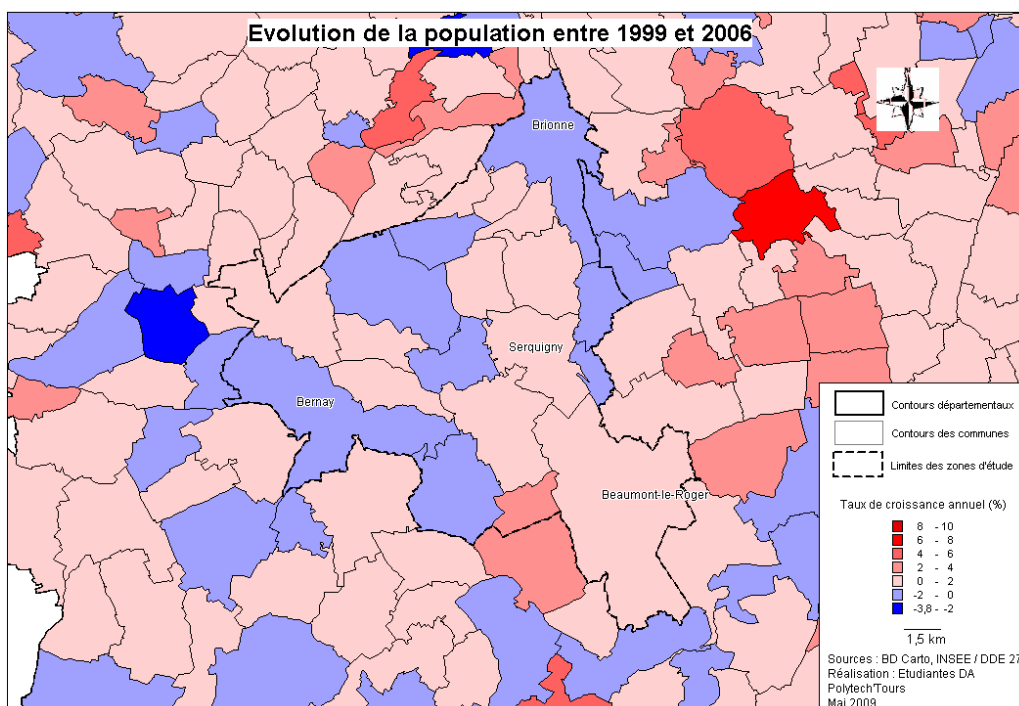 Evolution de la population entre 1999 et 2006
Brionne
Serquigny
Bernay
Beaumont-le-Roger
Contours départementaux
Contours des communes
Limites des zones d'étude
Taux de croissance annuel (%)
8 - 10
6 - 8
4 - 6
2 - 4
0 - 2
-2 - 0
-3,8 - -2
1,5 km
Sources : BD Carto, INSEE / DDE 27
Réalisation : Etudiantes DA
Polytech'Tours
Mai 2009